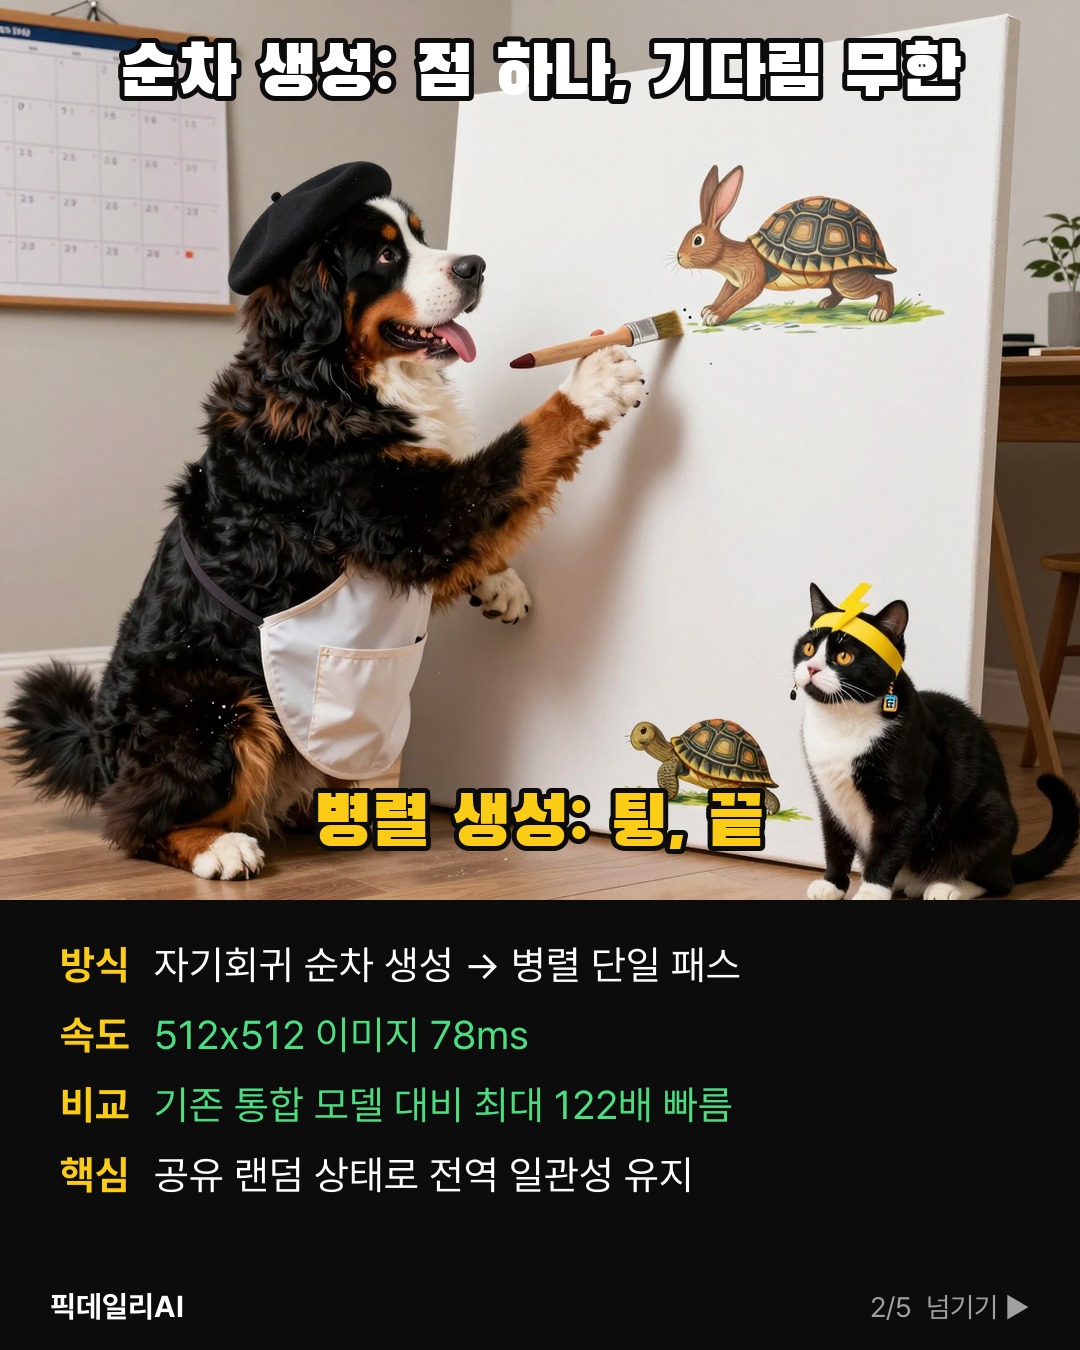 순차 생성: 점 하나, 기다림 무한
병렬 생성: 튕, 끝
방식 자기회귀 순차 생성 → 병렬 단일 패스
속도 512x512 이미지 78ms
비교 기존 통합 모델 대비 최대 122배 빠름
핵심 공유 랜덤 상태로 전역 일관성 유지
픽데일리AI
2/5 넘기기 ▶